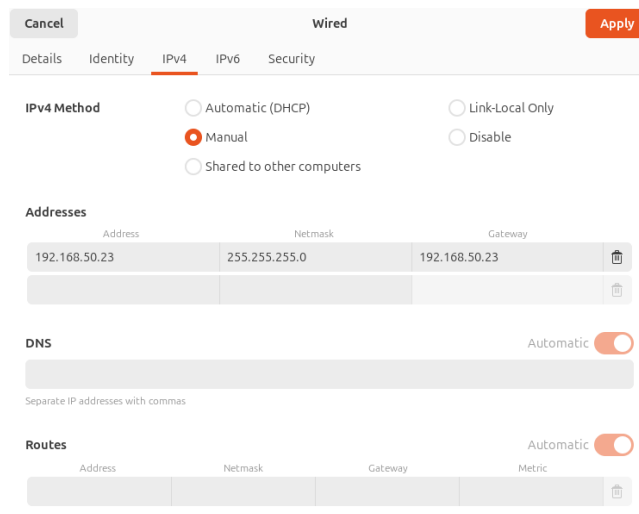 Cancel Wired Apply
Details Identity IPv4 IPv6 Security
IPv4 Method Automatic (DHCP) Link-Local Only
Manual Disable
Shared to other computers
Addresses
Address Netmask Gateway
192.168.50.23 255.255.255.0 192.168.50.23
DNS Automatic
Separate IP addresses with commas
Routes Automatic
Address Netmask Gateway Metric